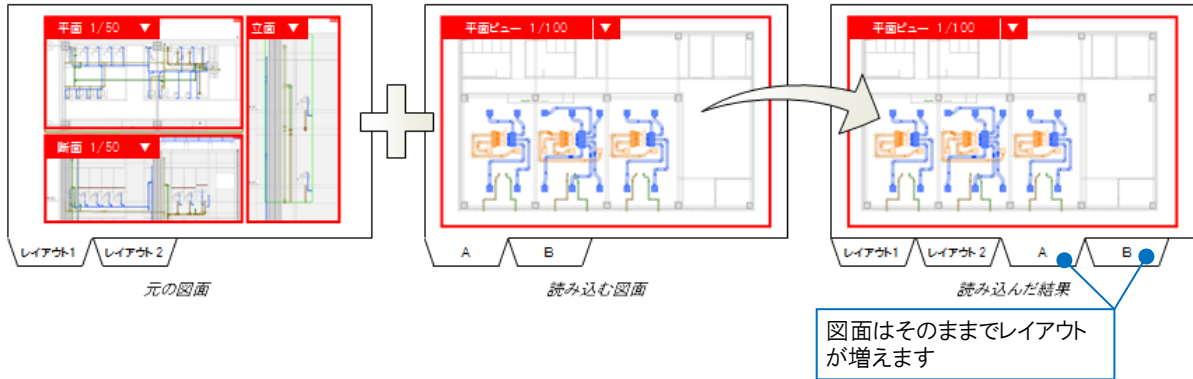 平面 1/50 ▼
立面 ▼
断面 1/50 ▼
レイアウト1 レイアウト2
元の図面
平面ビュー 1/100 ▼
A B
読み込む図面
平面ビュー 1/100 ▼
レイアウト1 レイアウト2 A B
読み込んだ結果
図面はそのままでレイアウト
が増えます